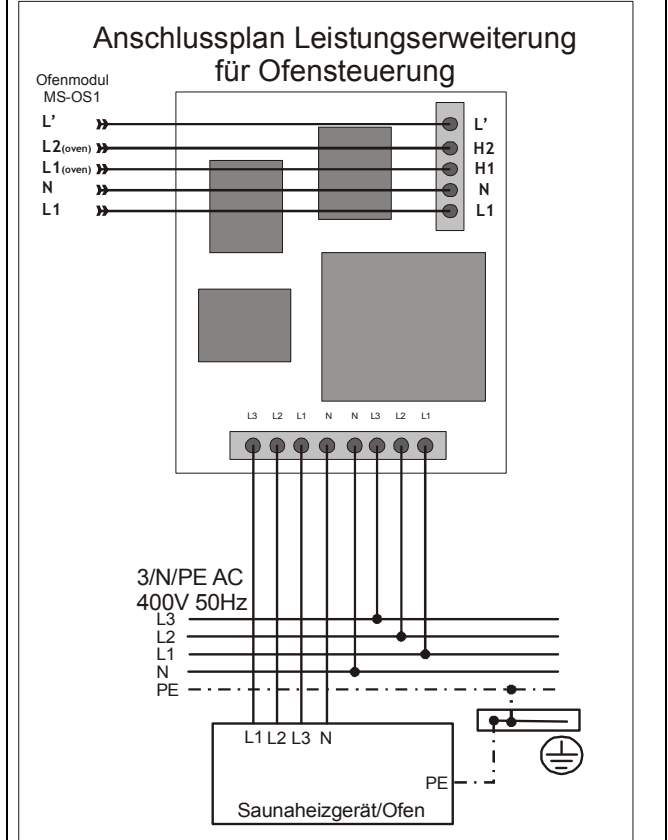 Anschlussplan Leistungserweiterung
für Ofensteuerung
Ofenmodul
MS-OS1
L' L'
L2(oven) H2
L1(oven) H1
N N
L1 L1
L3 L2 L1 N N L3 L2 L1
3/N/PE AC
400V 50Hz
L3
L2
L1
N
PE
L1 L2 L3 N
PE
Saunaheizgerät/Ofen